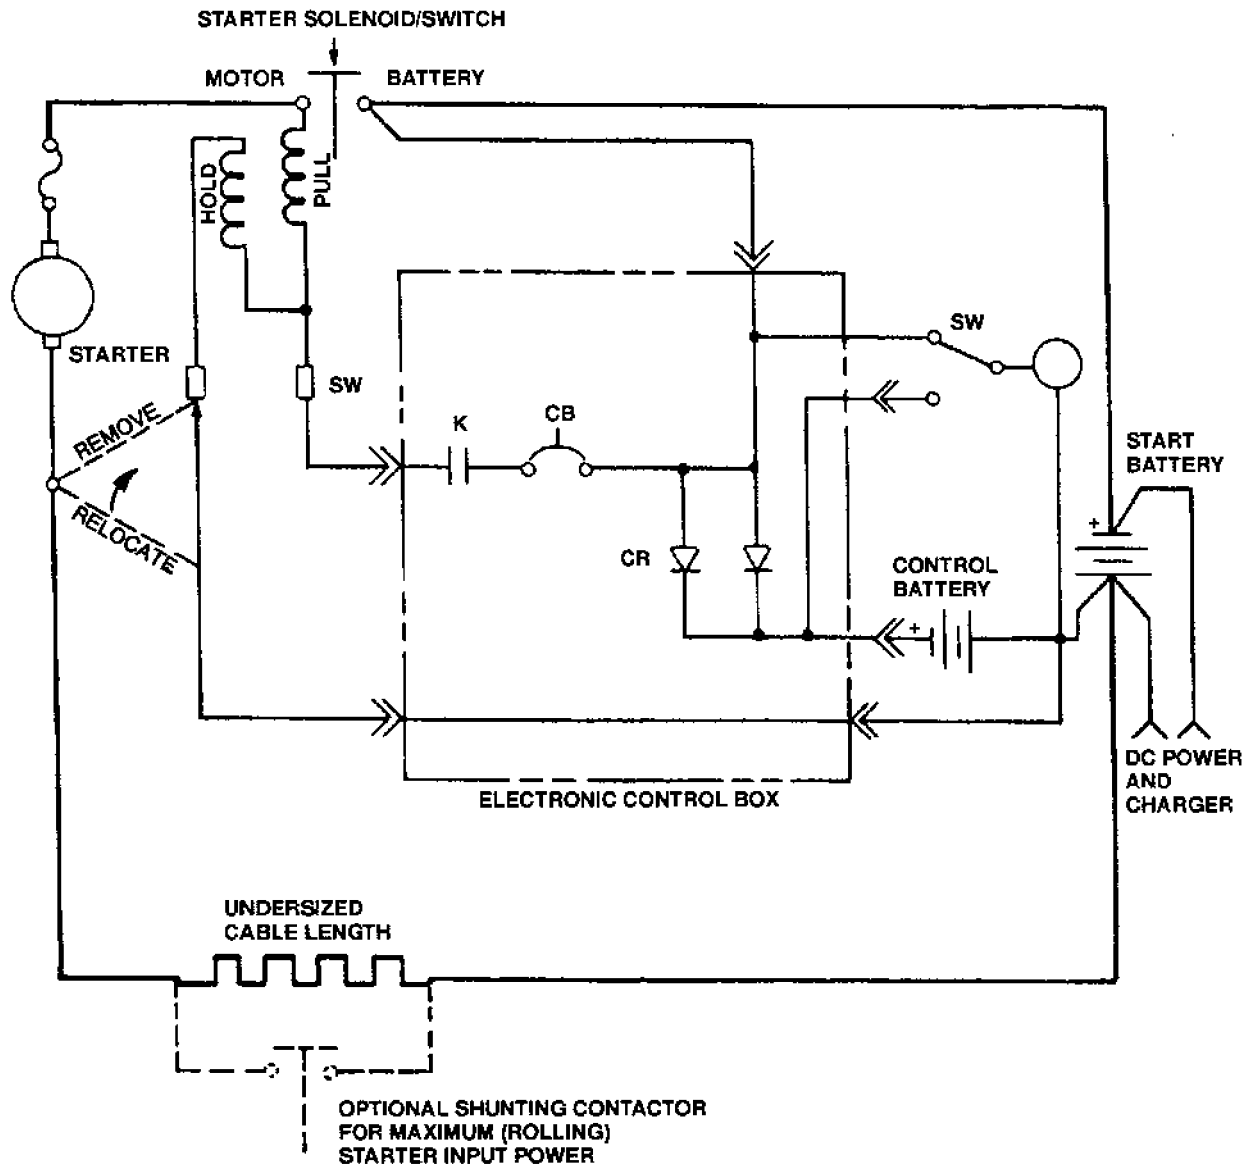 STARTER SOLENOID/SWITCH
MOTOR
BATTERY
HOLD
PULL
STARTER
SW
SW
REMOVE
RELOCATE
K
CB
CR
START
BATTERY
+
CONTROL
BATTERY
+
DC POWER
AND
CHARGER
ELECTRONIC CONTROL BOX
UNDERSIZED
CABLE LENGTH
OPTIONAL SHUNTING CONTACTOR
FOR MAXIMUM (ROLLING)
STARTER INPUT POWER